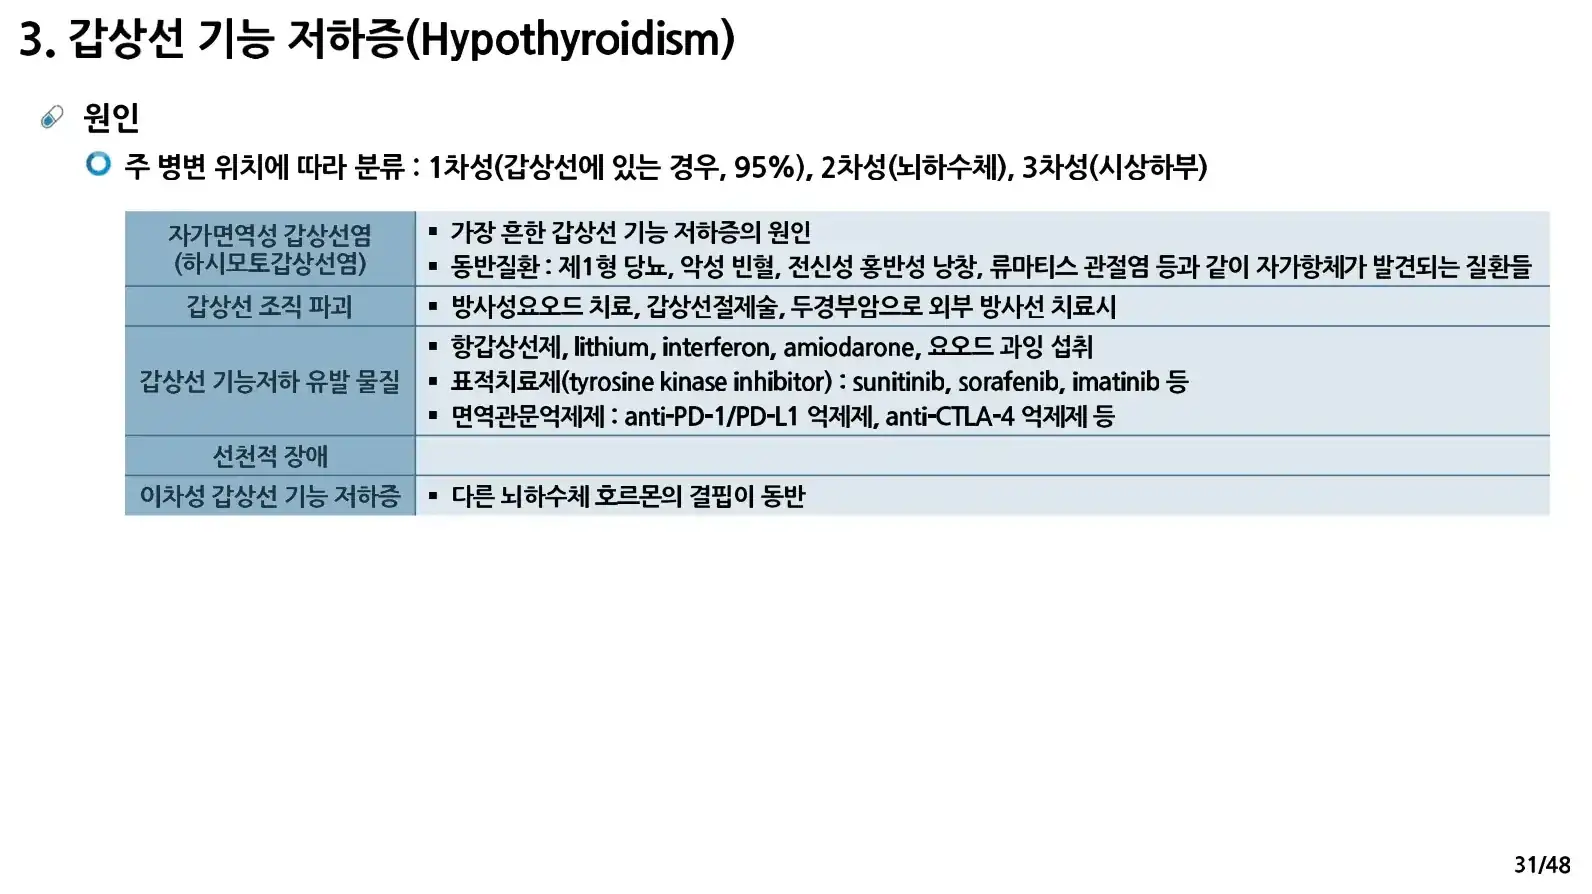 3. 갑상선 기능 저하증(Hypothyroidism)
원인
주 병변 위치에 따라 분류 : 1차성(갑상선에 있는 경우, 95%), 2차성(뇌하수체), 3차성(시상하부)
자가면역성 갑상선염
(하시모토갑상선염)
▪ 가장 흔한 갑상선 기능 저하증의 원인
▪ 동반질환 : 제1형 당뇨, 악성 빈혈, 전신성 홍반성 낭창, 류마티스 관절염 등과 같이 자가항체가 발견되는 질환들
갑상선 조직 파괴
▪ 방사성요오드 치료, 갑상선절제술, 두경부암으로 외부 방사선 치료시
갑상선 기능저하 유발 물질
▪ 항갑상선제, lithium, interferon, amiodarone, 요오드 과잉 섭취
▪ 표적치료제(tyrosine kinase inhibitor) : sunitinib, sorafenib, imatinib 등
▪ 면역관문억제제 : anti-PD-1/PD-L1 억제제, anti-CTLA-4 억제제 등
선천적 장애
이차성 갑상선 기능 저하증
▪ 다른 뇌하수체 호르몬의 결핍이 동반
31/48